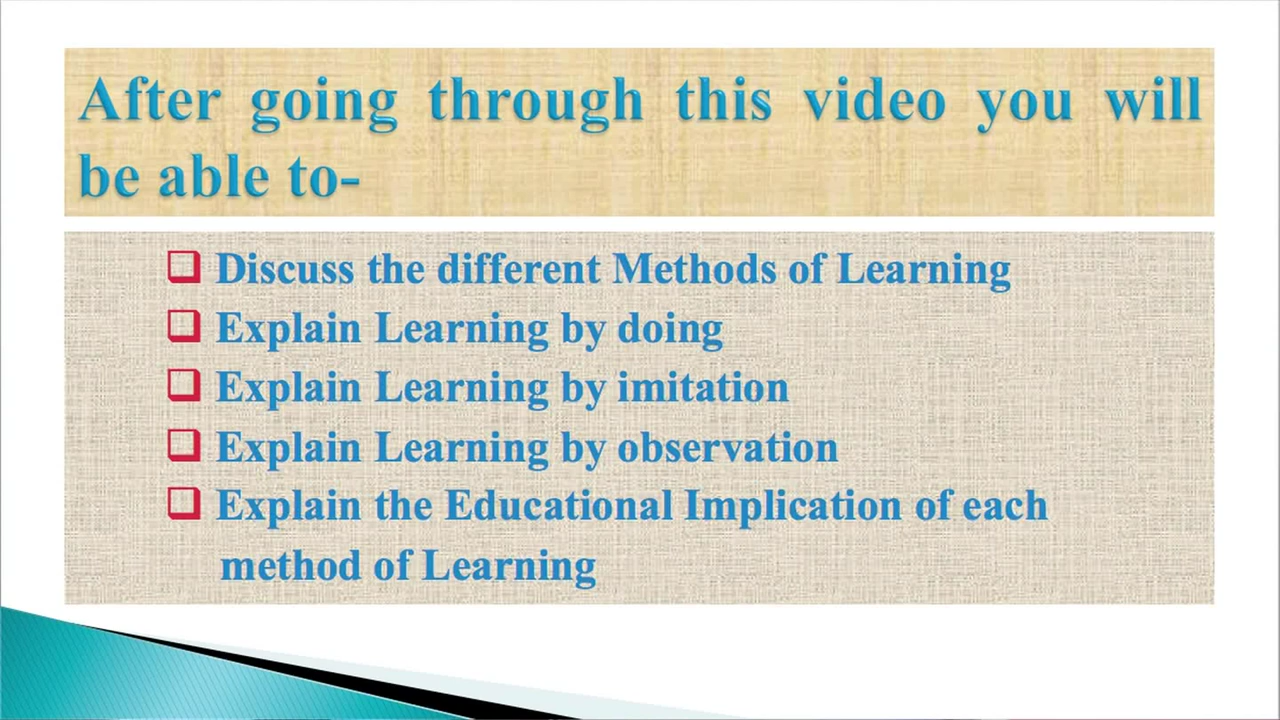 After going through this video you will
be able to-
❑ Discuss the different Methods of Learning
❑ Explain Learning by doing
❑ Explain Learning by imitation
❑ Explain Learning by observation
❑ Explain the Educational Implication of each
method of Learning